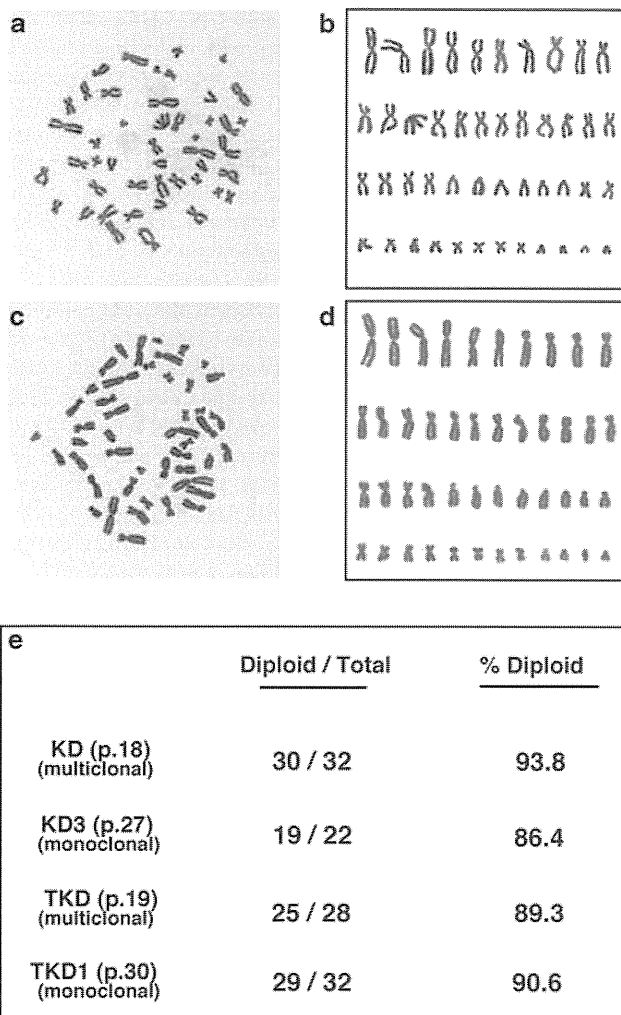 a
b
c
d
e
Diploid / Total % Diploid
KD (p.18) 30 / 32 93.8
(multiclonal)
KD3 (p.27) 19 / 22 86.4
(monoclonal)
TKD (p.19) 25 / 28 89.3
(multiclonal)
TKD1 (p.30) 29 / 32 90.6
(monoclonal)